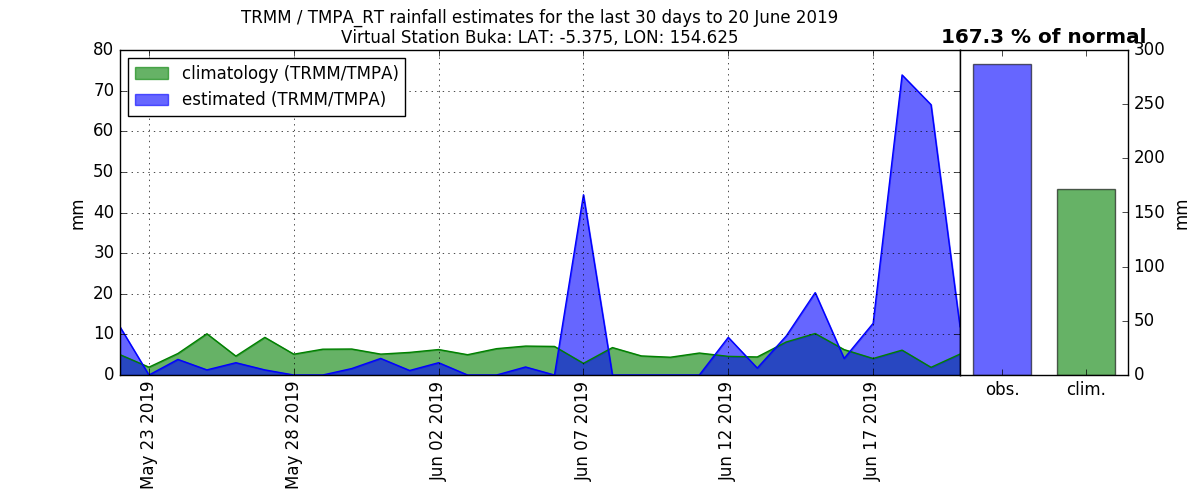 TRMM / TMPA_RT rainfall estimates for the last 30 days to 20 June 2019
Virtual Station Buka: LAT: -5.375, LON: 154.625
167.3 % of normal
climatology (TRMM/TMPA)
estimated (TRMM/TMPA)
80
70
60
50
40
30
20
10
0
mm
May 23 2019
May 28 2019
Jun 02 2019
Jun 07 2019
Jun 12 2019
Jun 17 2019
obs.
clim.
300
250
200
150
100
50
0
mm